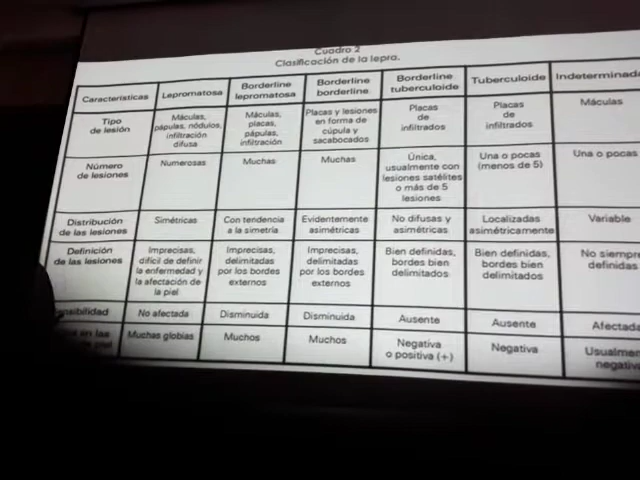 Cuadro 2
Clasificación de la lepra.
Características Lepromatosa Borderline lepromatosa Borderline borderline Borderline tuberculoide Tuberculoide
Tipo de lesión Máculas, pápulas, nódulos, infiltración difusa Máculas, placas, pápulas, infiltración Placas y lesiones en forma de cúpula y sacabocados Placas de infiltrados Placas de infiltrados Máculas
Número de lesiones Numerosas Muchas Muchas Única, usualmente con lesiones satélites o más de 5 lesiones Una o pocas (menos de 5) Una o pocas
Distribución de las lesiones Simétricas Con tendencia a la simetría Evidentemente asimétricas No difusas y asimétricas Localizadas asimétricamente Variable
Definición de las lesiones Imprecisas, difícil de definir la enfermedad y la afectación de la piel Imprecisas, delimitadas por los bordes externos Imprecisas, delimitadas por los bordes externos Bien definidas, bordes bien delimitados Bien definidas, bordes bien delimitados No definidas
No afectada Disminuida Disminuida Ausente Ausente
Muchas globias Muchos Muchos Negativa o positiva (+) Negativa